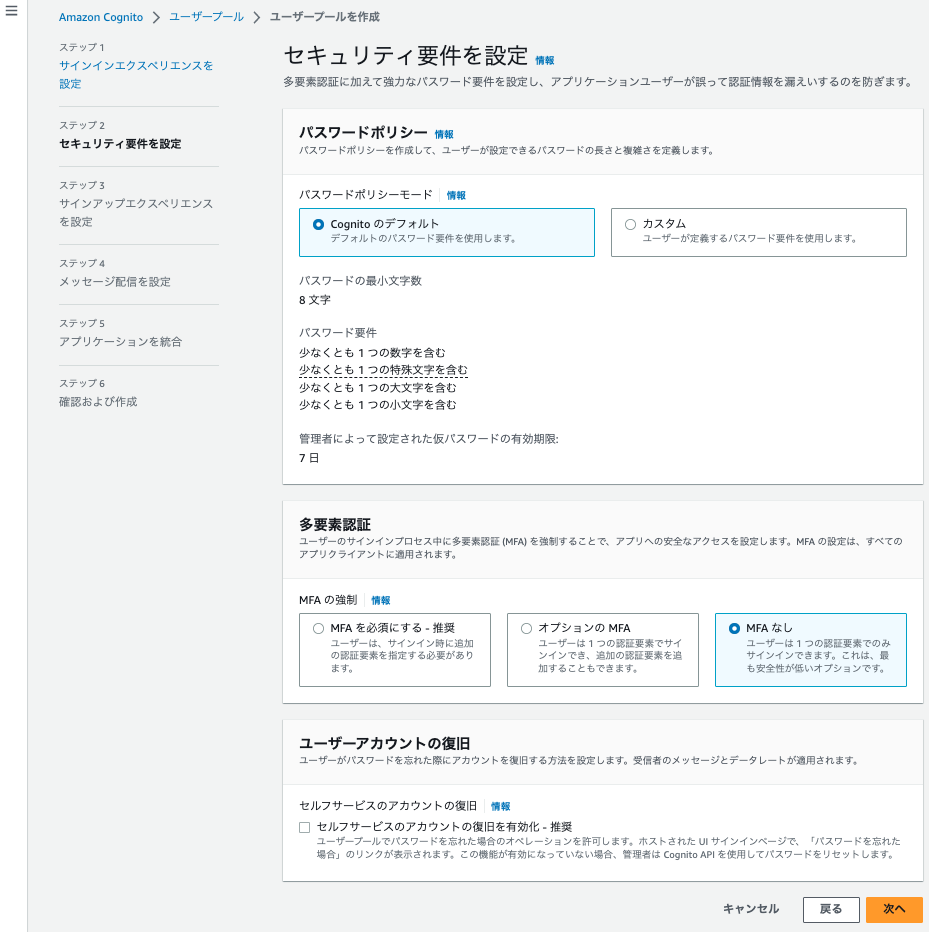 Amazon Cognito > ユーザープール > ユーザープールを作成
ステップ 1
サインインエクスペリエンスを
設定
ステップ 2
セキュリティ要件を設定
ステップ 3
サインアップエクスペリエンス
を設定
ステップ 4
メッセージ配信を設定
ステップ 5
アプリケーションを統合
ステップ 6
確認および作成
セキュリティ要件を設定 情報
多要素認証に加えて強力なパスワード要件を設定し、アプリケーションユーザーが誤って認証情報を漏えいするのを防ぎます。
パスワードポリシー 情報
パスワードポリシーを作成して、ユーザーが設定できるパスワードの長さと複雑さを定義します。
パスワードポリシーモード 情報
Cognito のデフォルト
デフォルトのパスワード要件を使用します。
カスタム
ユーザーが定義するパスワード要件を使用します。
パスワードの最小文字数
8 文字
パスワード要件
少なくとも 1 つの数字を含む
少なくとも 1 つの特殊文字を含む
少なくとも 1 つの大文字を含む
少なくとも 1 つの小文字を含む
管理者によって設定された仮パスワードの有効期限:
7 日
多要素認証
ユーザーのサインインプロセス中に多要素認証 (MFA) を強制することで、アプリへの安全なアクセスを設定します。MFA の設定は、すべての
アプリクライアントに適用されます。
MFA の強制 情報
MFA を必須にする - 推奨
ユーザーは、サインイン時に追加
の認証要素を指定する必要があり
ます。
オプションの MFA
ユーザーは 1 つの認証要素でサイ
ンインでき、追加の認証要素を追
加することもできます。
MFA なし
ユーザーは 1 つの認証要素でのみ
サインインできます。これは、最
も安全性が低いオプションです。
ユーザーアカウントの復旧
ユーザーがパスワードを忘れた際にアカウントを復旧する方法を設定します。受信者のメッセージとデータレートが適用されます。
セルフサービスのアカウントの復旧 情報
セルフサービスのアカウントの復旧を有効化 - 推奨
ユーザープールでパスワードを忘れた場合のオペレーションを許可します。ホストされた UI サインインページで、「パスワードを忘れた
場合」のリンクが表示されます。この機能が有効になっていない場合、管理者は Cognito API を使用してパスワードをリセットします。
キャンセル 戻る 次へ